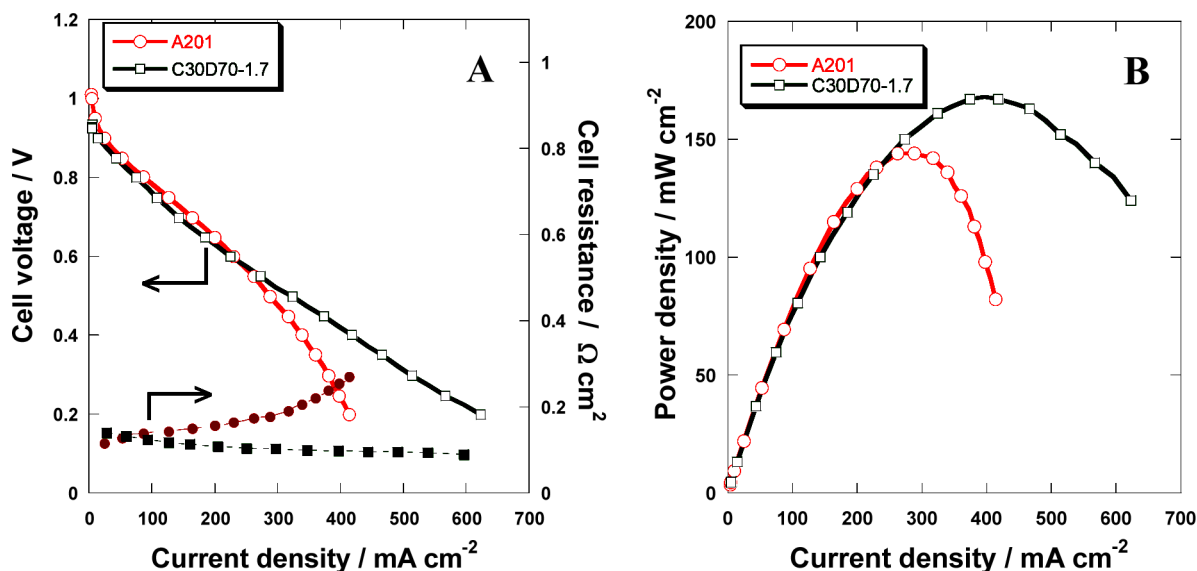 A201
C30D70-1.7
A
1.2
1
0.8
0.6
0.4
0.2
0
Cell voltage / V
1
0.8
0.6
0.4
0.2
0
Cell resistance / Ω cm²
0 100 200 300 400 500 600 700
Current density / mA cm⁻²
A201
C30D70-1.7
B
200
150
100
50
0
Power density / mW cm⁻²
0 100 200 300 400 500 600 700
Current density / mA cm⁻²